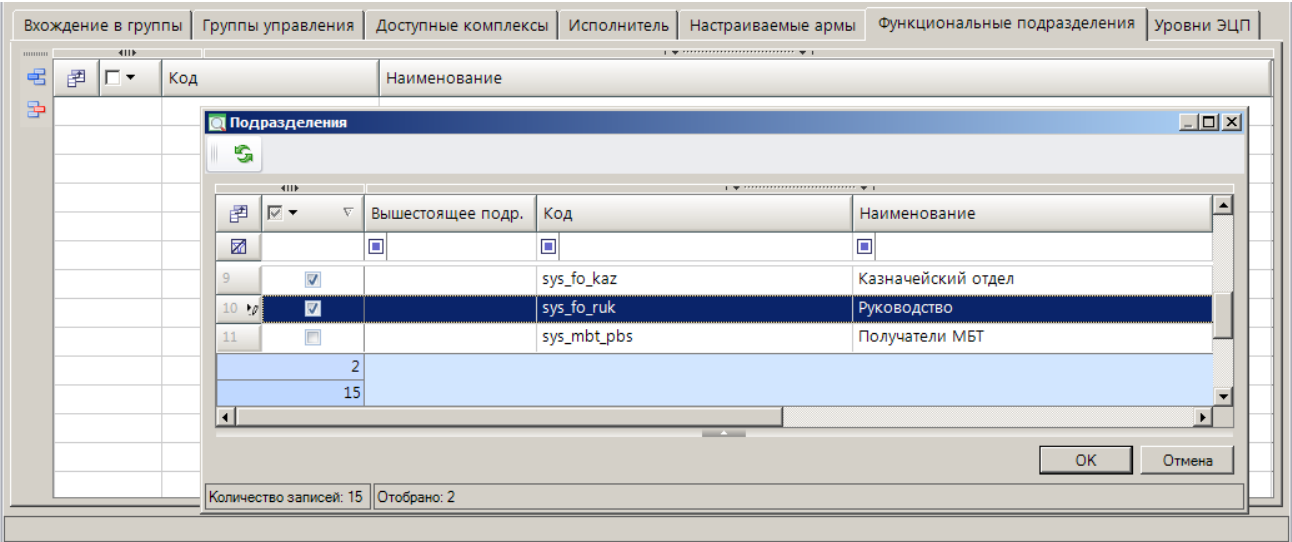 Вхождение в группы Группы управления Доступные комплексы Исполнитель Настраиваемые армы Функциональные подразделения Уровни ЭЦП
Код Наименование
Подразделения
Вышестоящее подр. Код Наименование
9 sys_fo_kaz Казначейский отдел
10 sys_fo_ruk Руководство
11 sys_mbt_pbs Получатели МБТ
2
15
OK Отмена
Количество записей: 15 Отобрано: 2